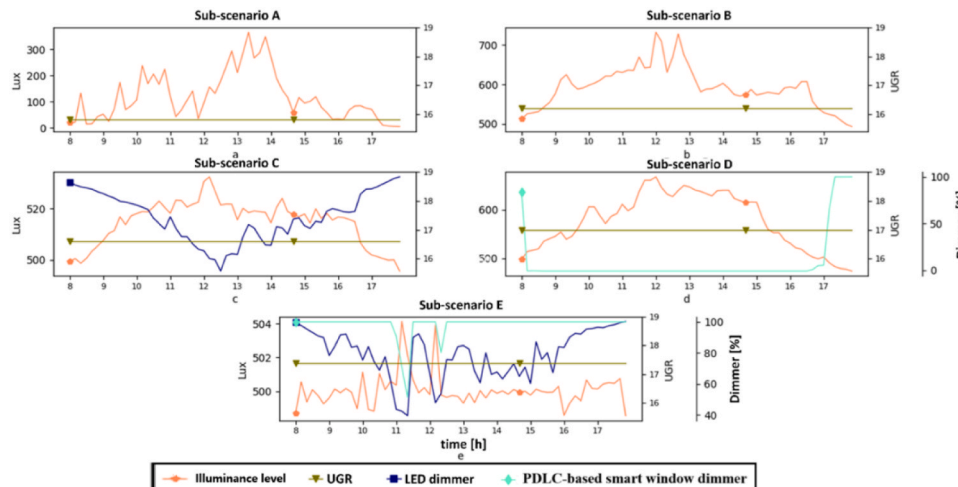 Sub-scenario A
Lux
300
200
100
0
19
18
17
16
UGR
8 9 10 11 12 13 14 15 16 17
a
Sub-scenario B
700
600
500
19
18
17
16
UGR
8 9 10 11 12 13 14 15 16 17
b
Sub-scenario C
Lux
520
500
19
18
17
16
UGR
8 9 10 11 12 13 14 15 16 17
c
Sub-scenario D
600
500
19
18
17
16
100
50
0
8 9 10 11 12 13 14 15 16 17
d
Sub-scenario E
Lux
504
502
500
19
18
17
16
UGR
100
80
60
40
Dimmer [%]
8 9 10 11 12 13 14 15 16 17
time [h]
e
Illuminance level UGR LED dimmer PDLC-based smart window dimmer